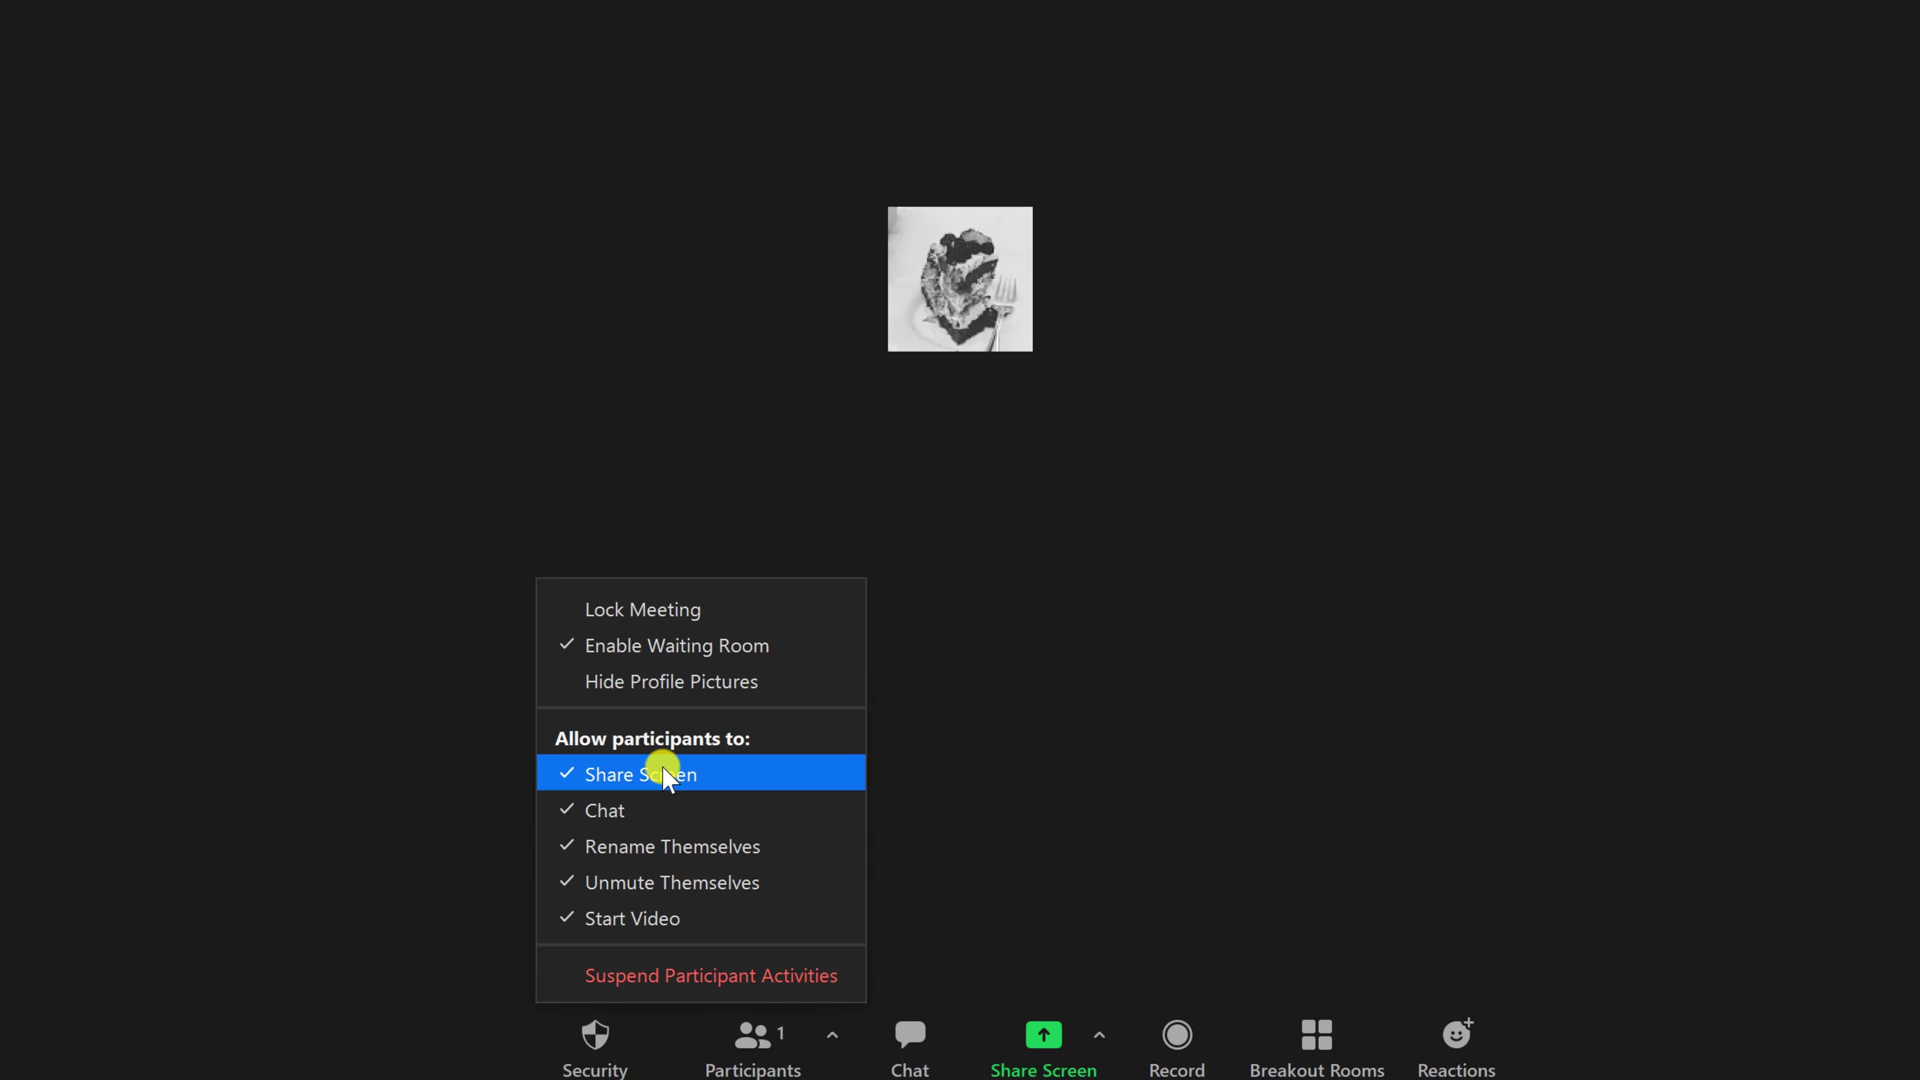 Lock Meeting
✓ Enable Waiting Room
Hide Profile Pictures
Allow participants to:
✓ Share Screen
✓ Chat
✓ Rename Themselves
✓ Unmute Themselves
✓ Start Video
Suspend Participant Activities
1
Security Participants Chat Share Screen Record Breakout Rooms Reactions